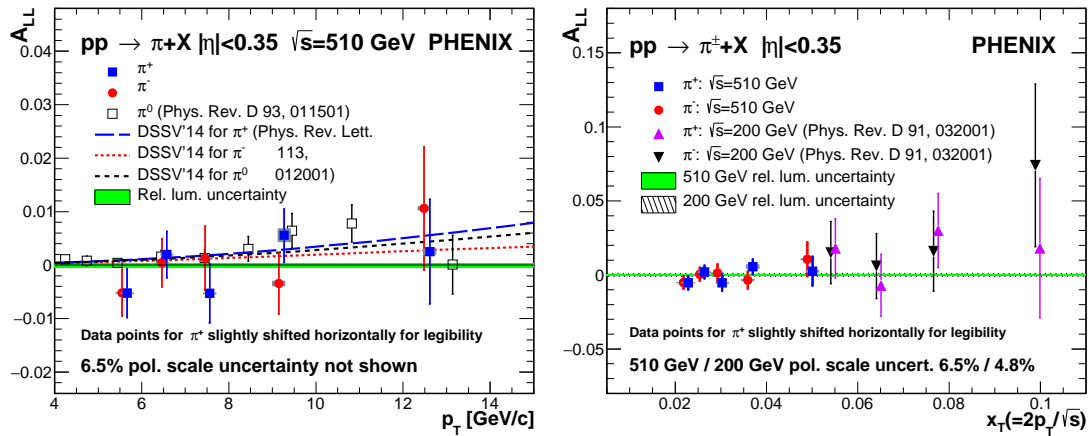 A_LL
pp → π+X |η|<0.35 √s=510 GeV PHENIX
π⁺
π⁻
π⁰ (Phys. Rev. D 93, 011501)
DSSV'14 for π⁺ (Phys. Rev. Lett.
DSSV'14 for π⁻ 113,
DSSV'14 for π⁰ 012001)
Rel. lum. uncertainty
0.04
0.03
0.02
0.01
0
−0.01
−0.02
Data points for π⁺ slightly shifted horizontally for legibility
6.5% pol. scale uncertainty not shown
4 6 8 10 12 14
p_T [GeV/c]
A_LL
pp → π±+X |η|<0.35 PHENIX
π⁺: √s=510 GeV
π⁻: √s=510 GeV
π⁺: √s=200 GeV (Phys. Rev. D 91, 032001)
π⁻: √s=200 GeV (Phys. Rev. D 91, 032001)
510 GeV rel. lum. uncertainty
200 GeV rel. lum. uncertainty
0.15
0.1
0.05
0
−0.05
Data points for π⁺ slightly shifted horizontally for legibility
510 GeV / 200 GeV pol. scale uncert. 6.5% / 4.8%
0.02 0.04 0.06 0.08 0.1
x_T(=2p_T/√s)